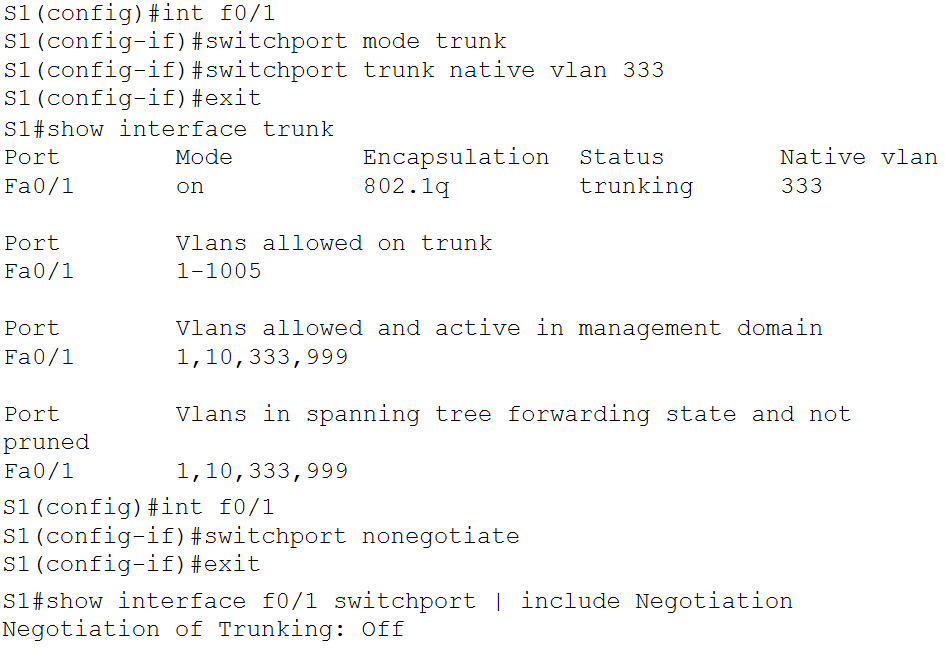 S1(config)#int f0/1
S1(config-if)#switchport mode trunk
S1(config-if)#switchport trunk native vlan 333
S1(config-if)#exit
S1#show interface trunk
Port        Mode         Encapsulation  Status        Native vlan
Fa0/1       on           802.1q         trunking      333

Port        Vlans allowed on trunk
Fa0/1       1-1005

Port        Vlans allowed and active in management domain
Fa0/1       1,10,333,999

Port        Vlans in spanning tree forwarding state and not
pruned
Fa0/1       1,10,333,999
S1(config)#int f0/1
S1(config-if)#switchport nonegotiate
S1(config-if)#exit
S1#show interface f0/1 switchport | include Negotiation
Negotiation of Trunking: Off